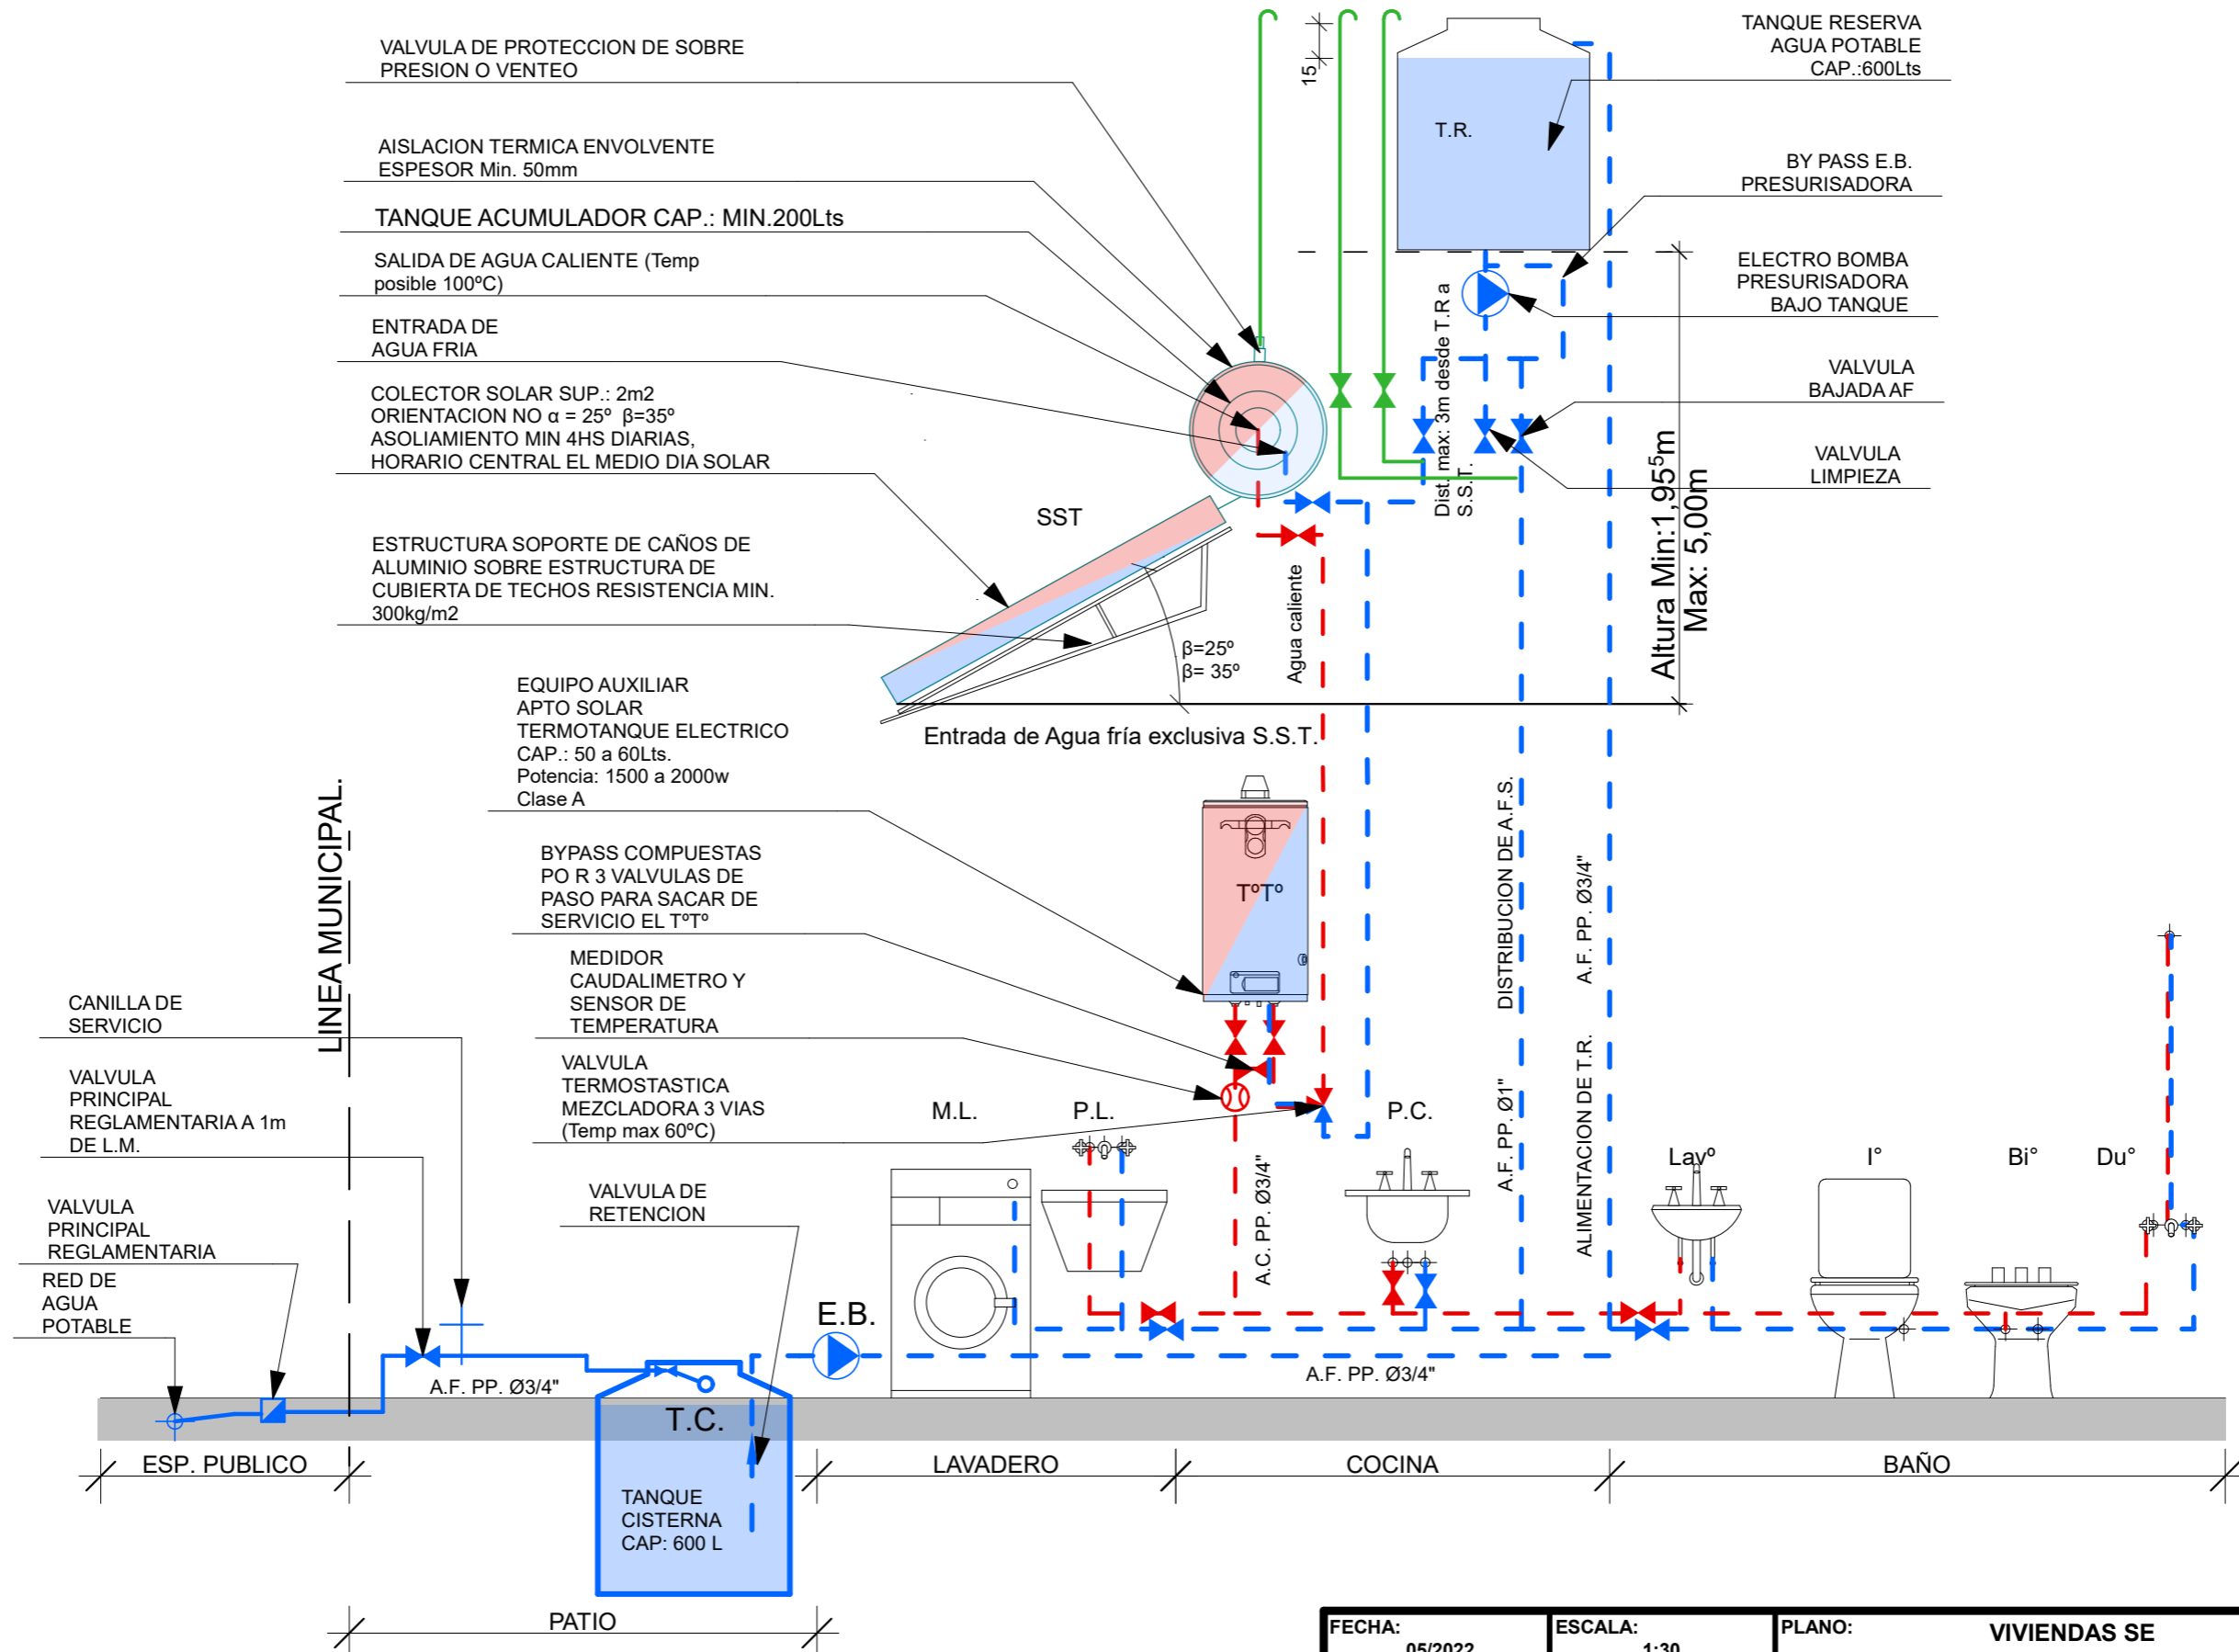 VALVULA DE PROTECCION DE SOBRE
PRESION O VENTEO
AISLACION TERMICA ENVOLVENTE
ESPESOR Min. 50mm
TANQUE ACUMULADOR CAP.: MIN.200Lts
SALIDA DE AGUA CALIENTE (Temp
posible 100ºC)
ENTRADA DE
AGUA FRIA
COLECTOR SOLAR SUP.: 2m2
ORIENTACION NO α = 25º β=35º
ASOLIAMIENTO MIN 4HS DIARIAS,
HORARIO CENTRAL EL MEDIO DIA SOLAR
ESTRUCTURA SOPORTE DE CAÑOS DE
ALUMINIO SOBRE ESTRUCTURA DE
CUBIERTA DE TECHOS RESISTENCIA MIN.
300kg/m2
15
T.R.
TANQUE RESERVA
AGUA POTABLE
CAP.:600Lts
BY PASS E.B.
PRESURISADORA
ELECTRO BOMBA
PRESURISADORA
BAJO TANQUE
VALVULA
BAJADA AF
VALVULA
LIMPIEZA
Dist. max: 3m desde T.R a
S.S.T.
Altura Min:1,95⁵m
Max: 5,00m
SST
β=25º
β= 35º
Agua caliente
Entrada de Agua fría exclusiva S.S.T.
EQUIPO AUXILIAR
APTO SOLAR
TERMOTANQUE ELECTRICO
CAP.: 50 a 60Lts.
Potencia: 1500 a 2000w
Clase A
BYPASS COMPUESTAS
PO R 3 VALVULAS DE
PASO PARA SACAR DE
SERVICIO EL TºTº
MEDIDOR
CAUDALIMETRO Y
SENSOR DE
TEMPERATURA
VALVULA
TERMOSTASTICA
MEZCLADORA 3 VIAS
(Temp max 60ºC)
TºTº
LINEA MUNICIPAL.
CANILLA DE
SERVICIO
VALVULA
PRINCIPAL
REGLAMENTARIA A 1m
DE L.M.
VALVULA
PRINCIPAL
REGLAMENTARIA
RED DE
AGUA
POTABLE
VALVULA DE
RETENCION
M.L.
P.L.
P.C.
A.C. PP. Ø3/4"
A.F. PP. Ø1" DISTRIBUCION DE A.F.S.
ALIMENTACION DE T.R. A.F. PP. Ø3/4"
Lavº
I°
Bi°
Du°
E.B.
A.F. PP. Ø3/4"
A.F. PP. Ø3/4"
T.C.
TANQUE
CISTERNA
CAP: 600 L
ESP. PUBLICO
LAVADERO
COCINA
BAÑO
PATIO
FECHA:
05/2022
ESCALA:
1:30
PLANO:
VIVIENDAS SE